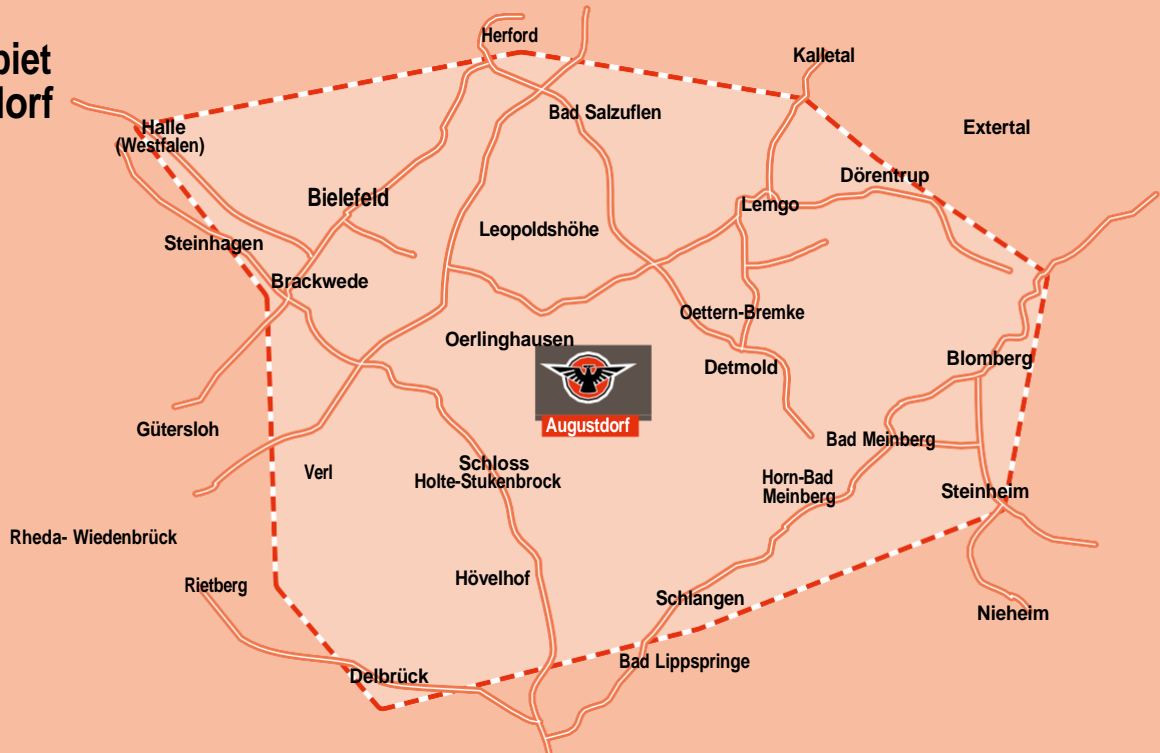 biet
dorf
Herford
Kalletal
Bad Salzuflen
Extertal
Halle
(Westfalen)
Dörentrup
Bielefeld
Lemgo
Leopoldshöhe
Steinhagen
Brackwede
Oettern-Bremke
Oerlinghausen
Blomberg
Detmold
Augustdorf
Gütersloh
Bad Meinberg
Verl
Schloss
Holte-Stukenbrock
Horn-Bad
Meinberg
Steinheim
Rheda- Wiedenbrück
Hövelhof
Rietberg
Schlangen
Nieheim
Bad Lippspringe
Delbrück